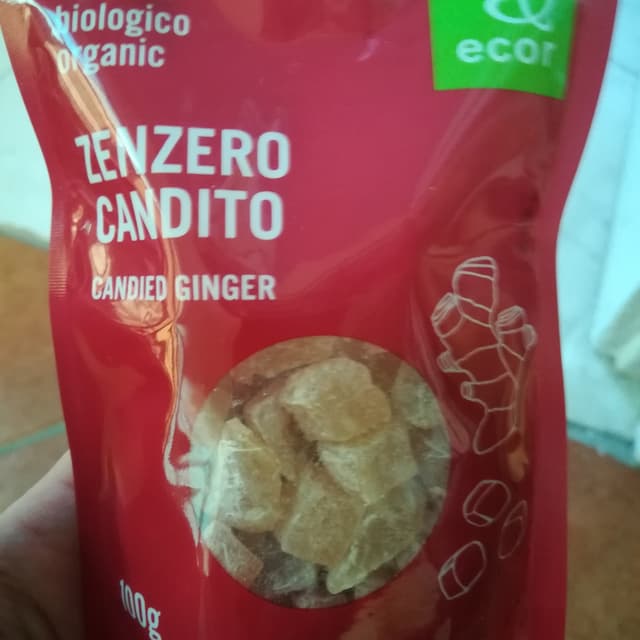 biologico
organic
ecor
ZENZERO
CANDITO
CANDIED GINGER
100g